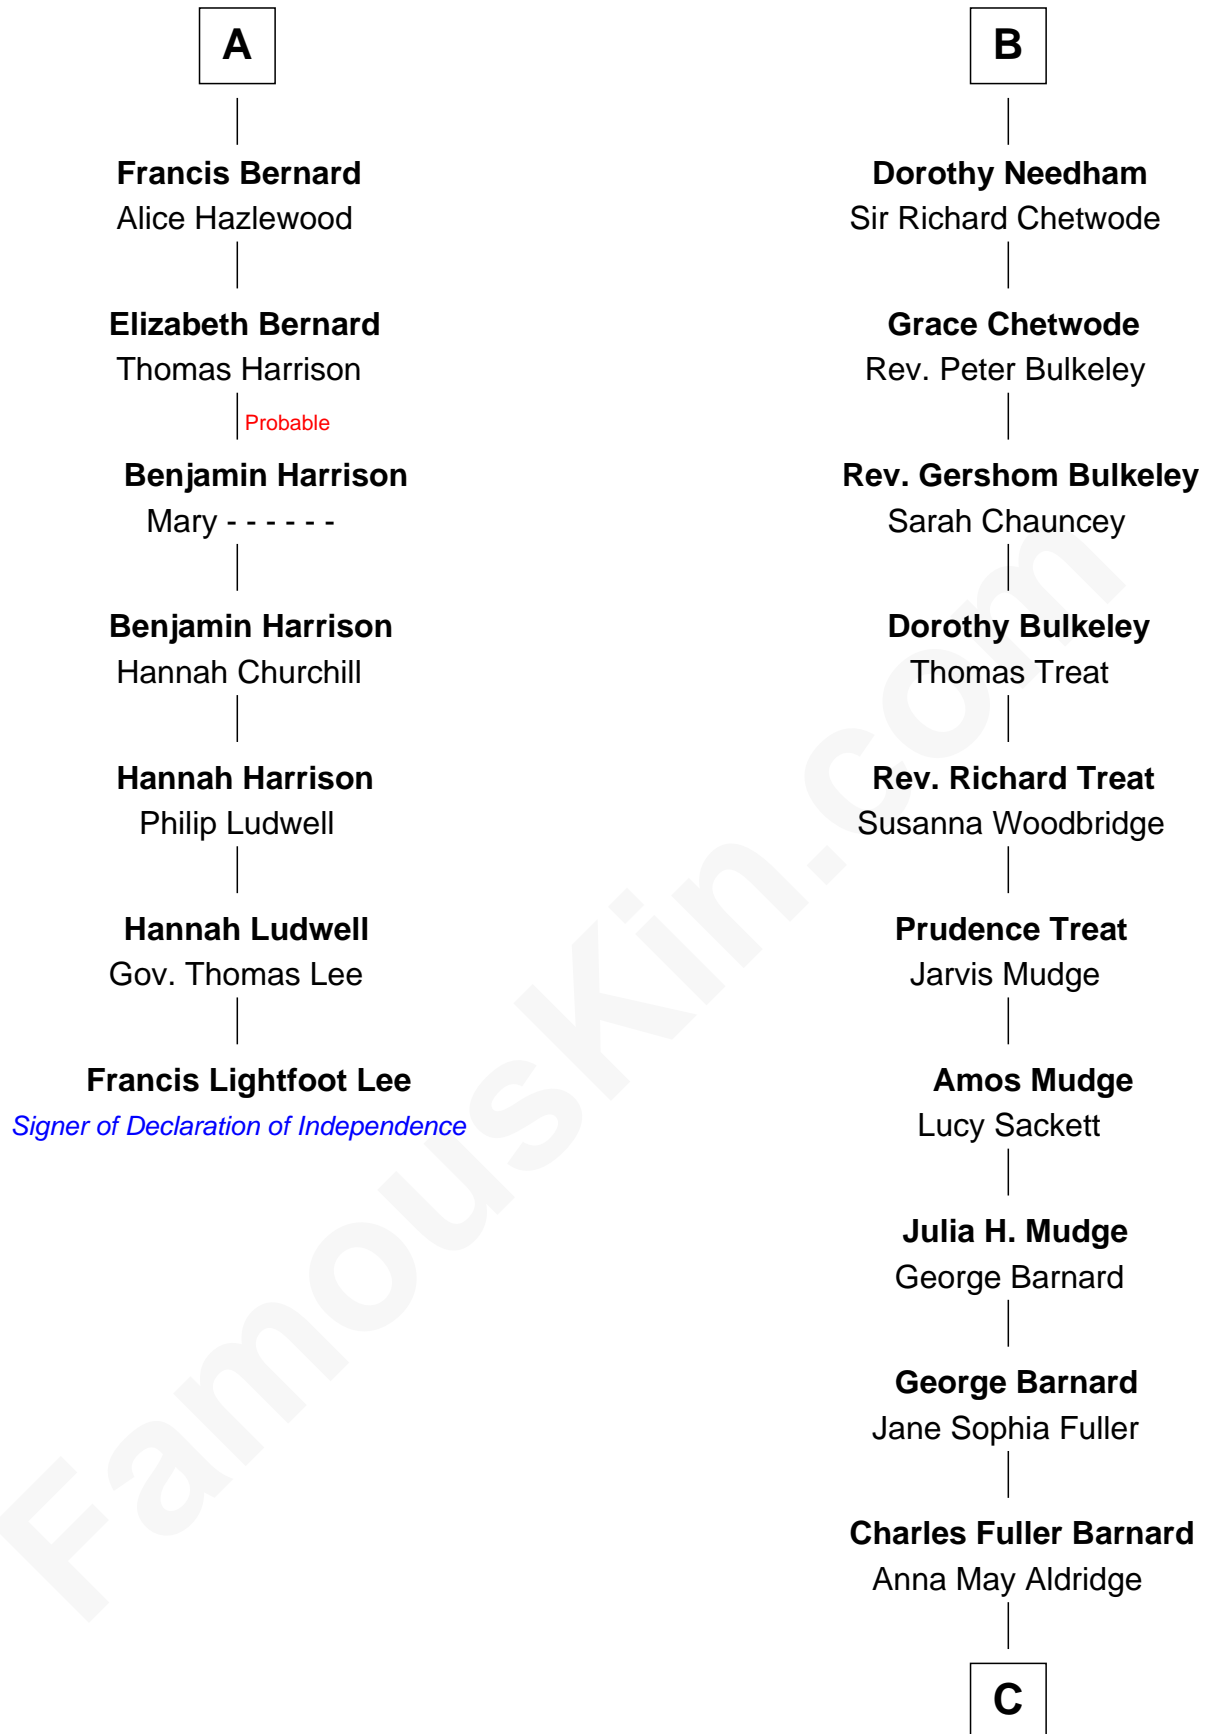 A
Francis Bernard
Alice Hazlewood
Elizabeth Bernard
Thomas Harrison
Probable
Benjamin Harrison
Mary - - - - - -
Benjamin Harrison
Hannah Churchill
Hannah Harrison
Philip Ludwell
Hannah Ludwell
Gov. Thomas Lee
Francis Lightfoot Lee
Signer of Declaration of Independence
B
Dorothy Needham
Sir Richard Chetwode
Grace Chetwode
Rev. Peter Bulkeley
Rev. Gershom Bulkeley
Sarah Chauncey
Dorothy Bulkeley
Thomas Treat
Rev. Richard Treat
Susanna Woodbridge
Prudence Treat
Jarvis Mudge
Amos Mudge
Lucy Sackett
Julia H. Mudge
George Barnard
George Barnard
Jane Sophia Fuller
Charles Fuller Barnard
Anna May Aldridge
C
FamousKin.com